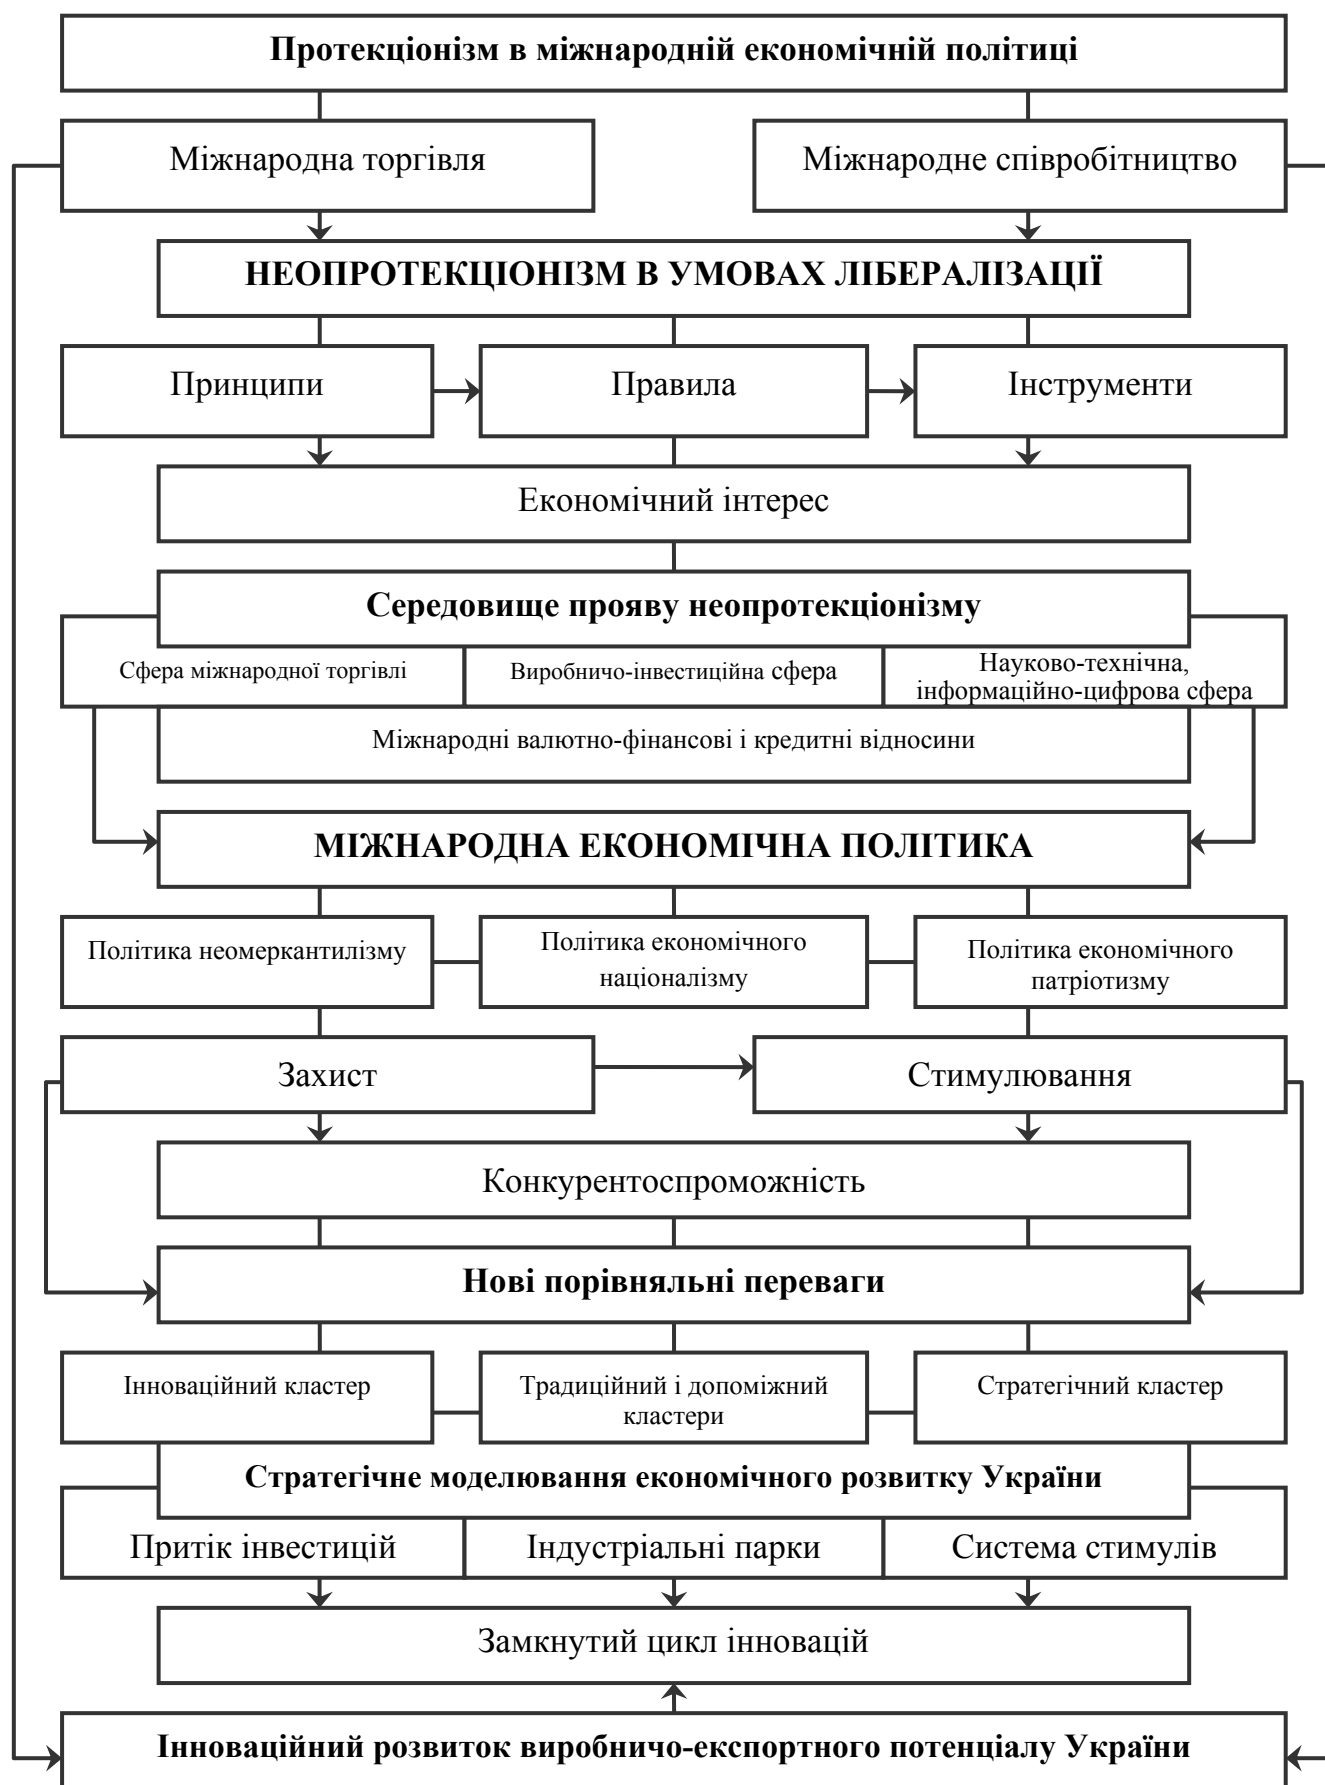 Протекціонізм в міжнародній економічній політиці
Міжнародна торгівля
Міжнародне співробітництво
НЕОПРОТЕКЦІОНІЗМ В УМОВАХ ЛІБЕРАЛІЗАЦІЇ
Принципи
Правила
Інструменти
Економічний інтерес
Середовище прояву неопротекціонізму
Сфера міжнародної торгівлі
Виробничо-інвестиційна сфера
Науково-технічна,
інформаційно-цифрова сфера
Міжнародні валютно-фінансові і кредитні відносини
МІЖНАРОДНА ЕКОНОМІЧНА ПОЛІТИКА
Політика неомеркантилізму
Політика економічного
націоналізму
Політика економічного
патріотизму
Захист
Стимулювання
Конкурентоспроможність
Нові порівняльні переваги
Інноваційний кластер
Традиційний і допоміжний
кластери
Стратегічний кластер
Стратегічне моделювання економічного розвитку України
Притік інвестицій
Індустріальні парки
Система стимулів
Замкнутий цикл інновацій
Інноваційний розвиток виробничо-експортного потенціалу України